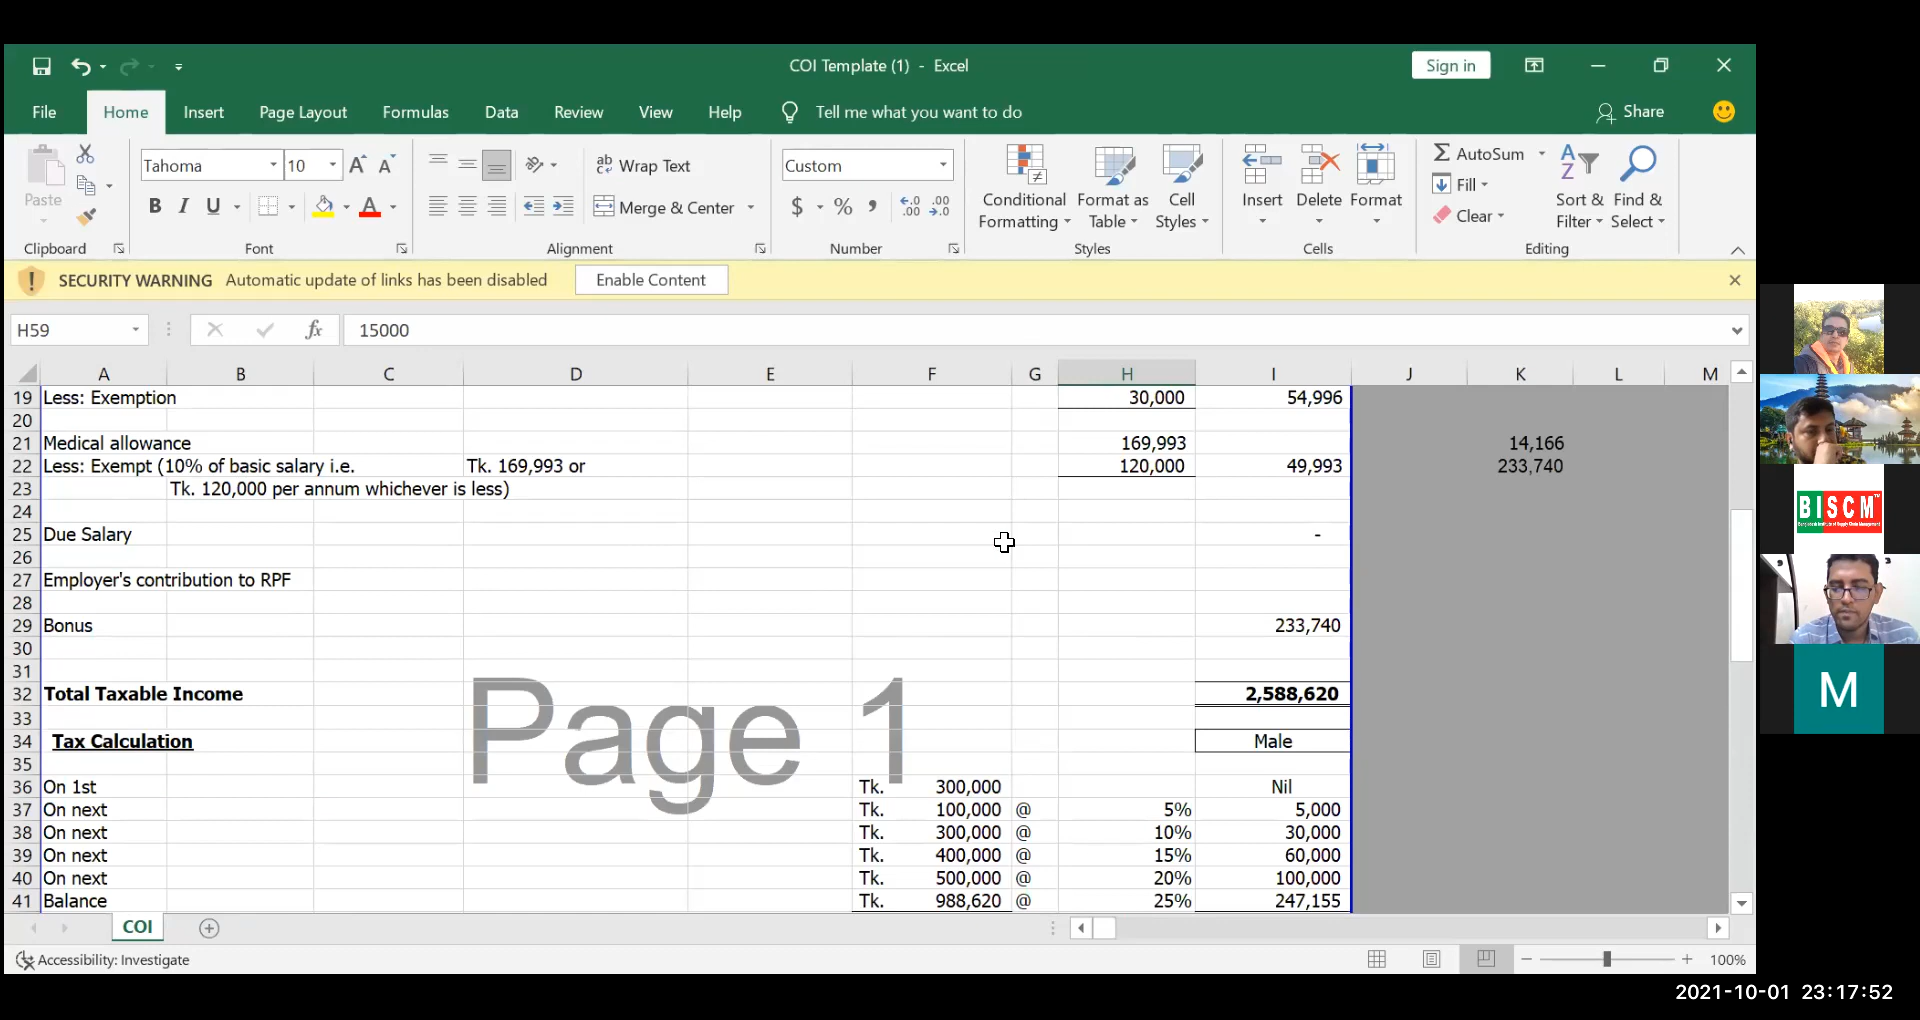 COI Template (1) - Excel
Sign in
File Home Insert Page Layout Formulas Data Review View Help Tell me what you want to do Share
Paste
Tahoma 10
B I U
Wrap Text
Merge & Center
Custom
$ % ,
Conditional Formatting
Format as Table
Cell Styles
Insert Delete Format
AutoSum
Fill
Clear
Sort & Filter
Find & Select
Clipboard Font Alignment Number Styles Cells Editing
SECURITY WARNING Automatic update of links has been disabled Enable Content
H59 fx 15000
A B C D E F G H I J K L M
19 Less: Exemption 30,000 54,996
20
21 Medical allowance 169,993 14,166
22 Less: Exempt (10% of basic salary i.e. Tk. 169,993 or 120,000 49,993 233,740
23 Tk. 120,000 per annum whichever is less)
24
25 Due Salary -
26
27 Employer's contribution to RPF
28
29 Bonus 233,740
30
31
32 Total Taxable Income 2,588,620
33
34 Tax Calculation Male
35
Page 1
36 On 1st Tk. 300,000 Nil
37 On next Tk. 100,000 @ 5% 5,000
38 On next Tk. 300,000 @ 10% 30,000
39 On next Tk. 400,000 @ 15% 60,000
40 On next Tk. 500,000 @ 20% 100,000
41 Balance Tk. 988,620 @ 25% 247,155
COI
Accessibility: Investigate
100%
BISCM
M
2021-10-01 23:17:52